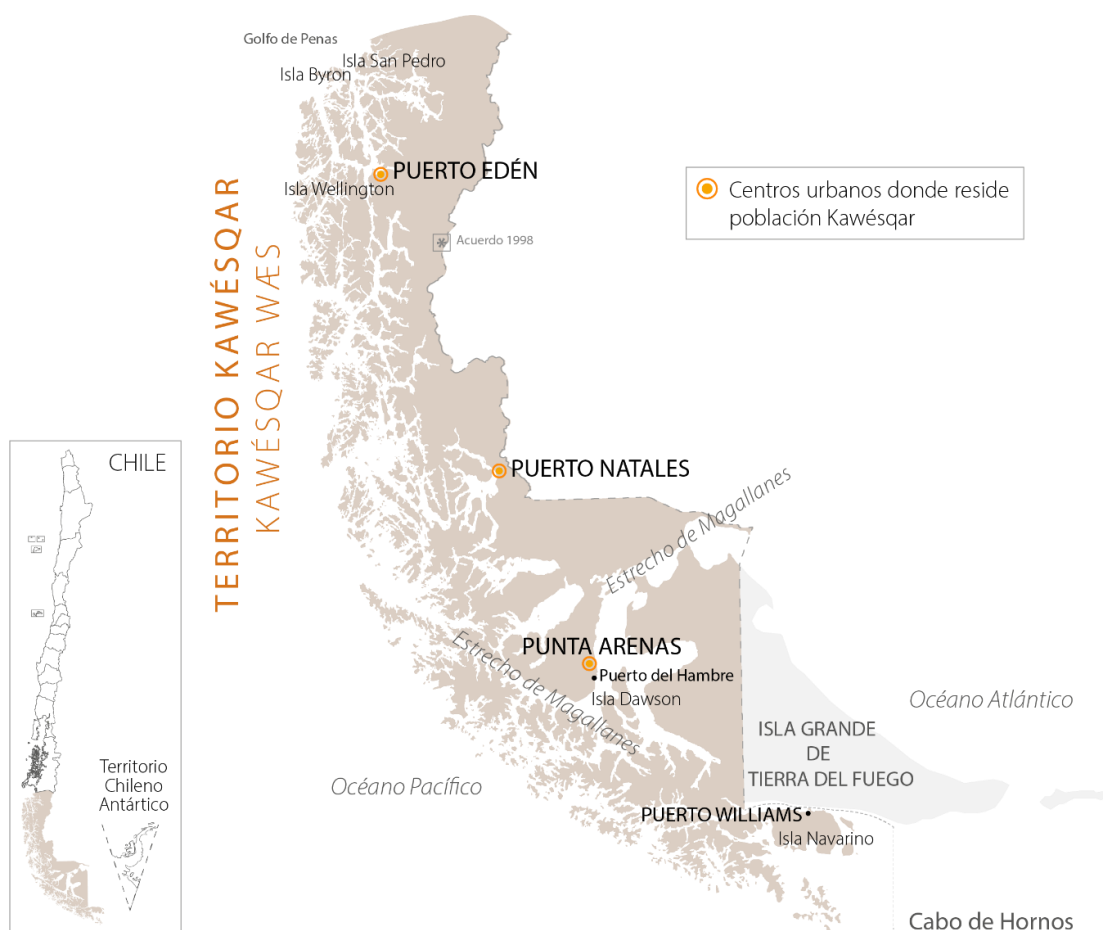 Golfo de Penas
Isla San Pedro
Isla Byron
PUERTO EDÉN
Isla Wellington
Centros urbanos donde reside
población Kawésqar
Acuerdo 1998
TERRITORIO KAWÉSQAR
KAWÉSQAR WÆS
CHILE
PUERTO NATALES
Estrecho de Magallanes
PUNTA ARENAS
Estrecho de Magallanes
Puerto del Hambre
Isla Dawson
Océano Atlántico
ISLA GRANDE
DE
TIERRA DEL FUEGO
Territorio
Chileno
Antártico
Océano Pacífico
PUERTO WILLIAMS
Isla Navarino
Cabo de Hornos